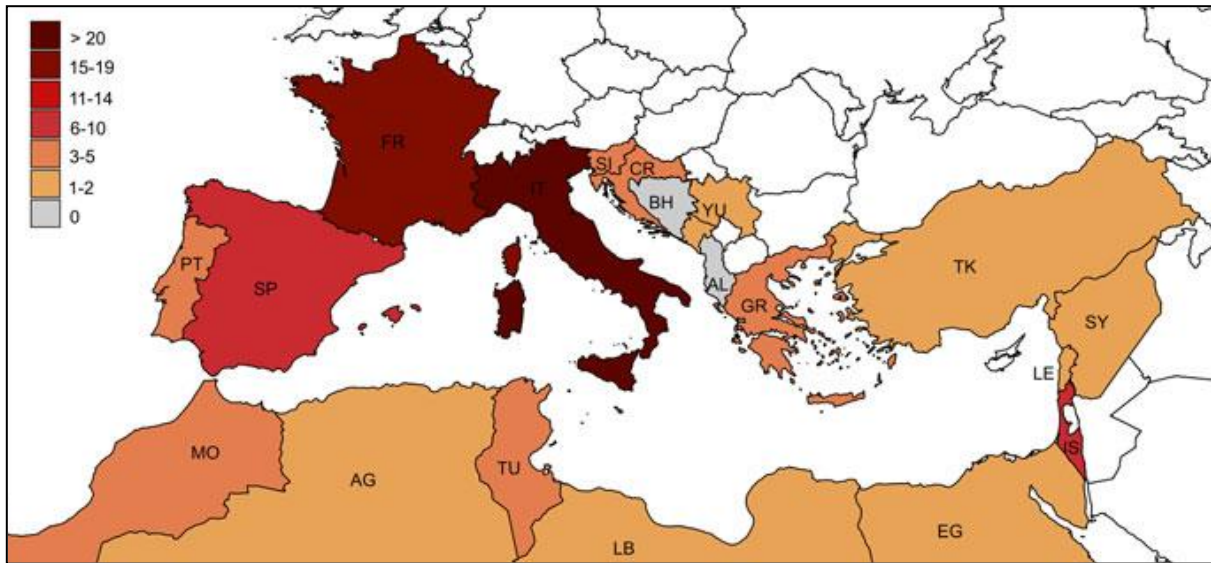 > 20
15-19
11-14
6-10
3-5
1-2
0
FR
IT
SI
CR
BH
YU
AL
PT
SP
GR
TK
SY
LE
IS
MO
AG
TU
LB
EG